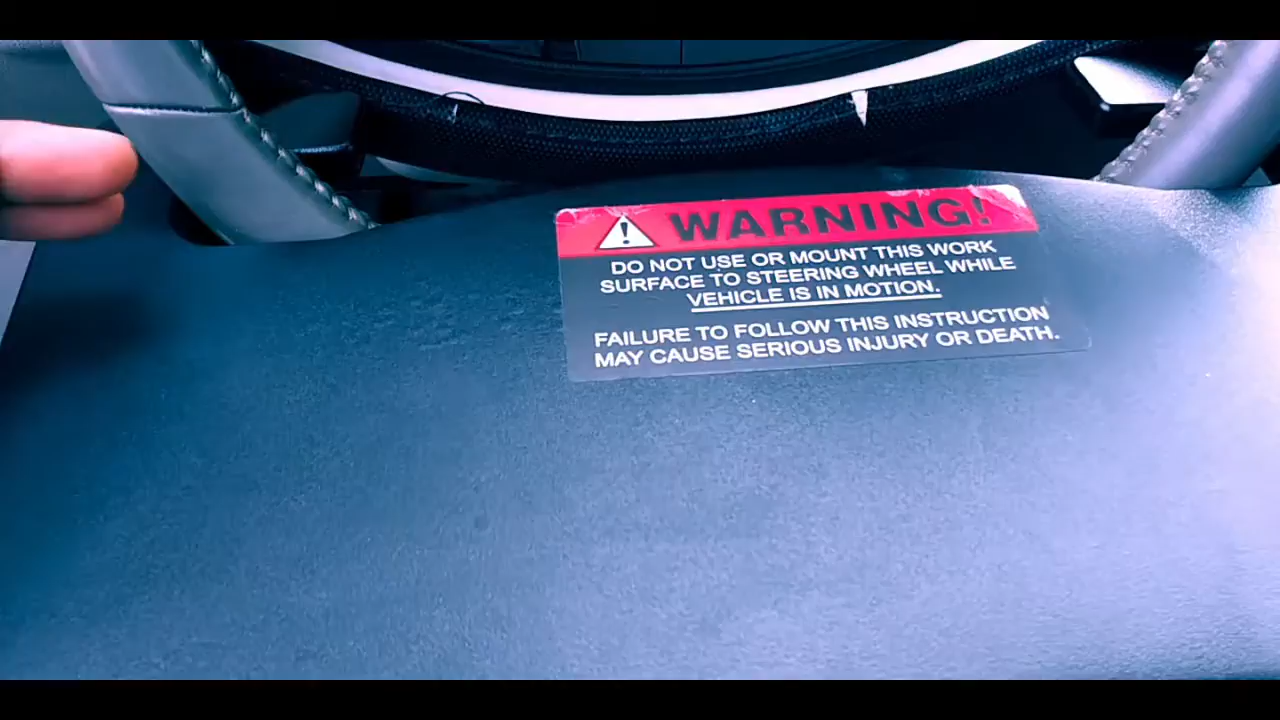 WARNING!
DO NOT USE OR MOUNT THIS WORK
SURFACE TO STEERING WHEEL WHILE
VEHICLE IS IN MOTION.
FAILURE TO FOLLOW THIS INSTRUCTION
MAY CAUSE SERIOUS INJURY OR DEATH.